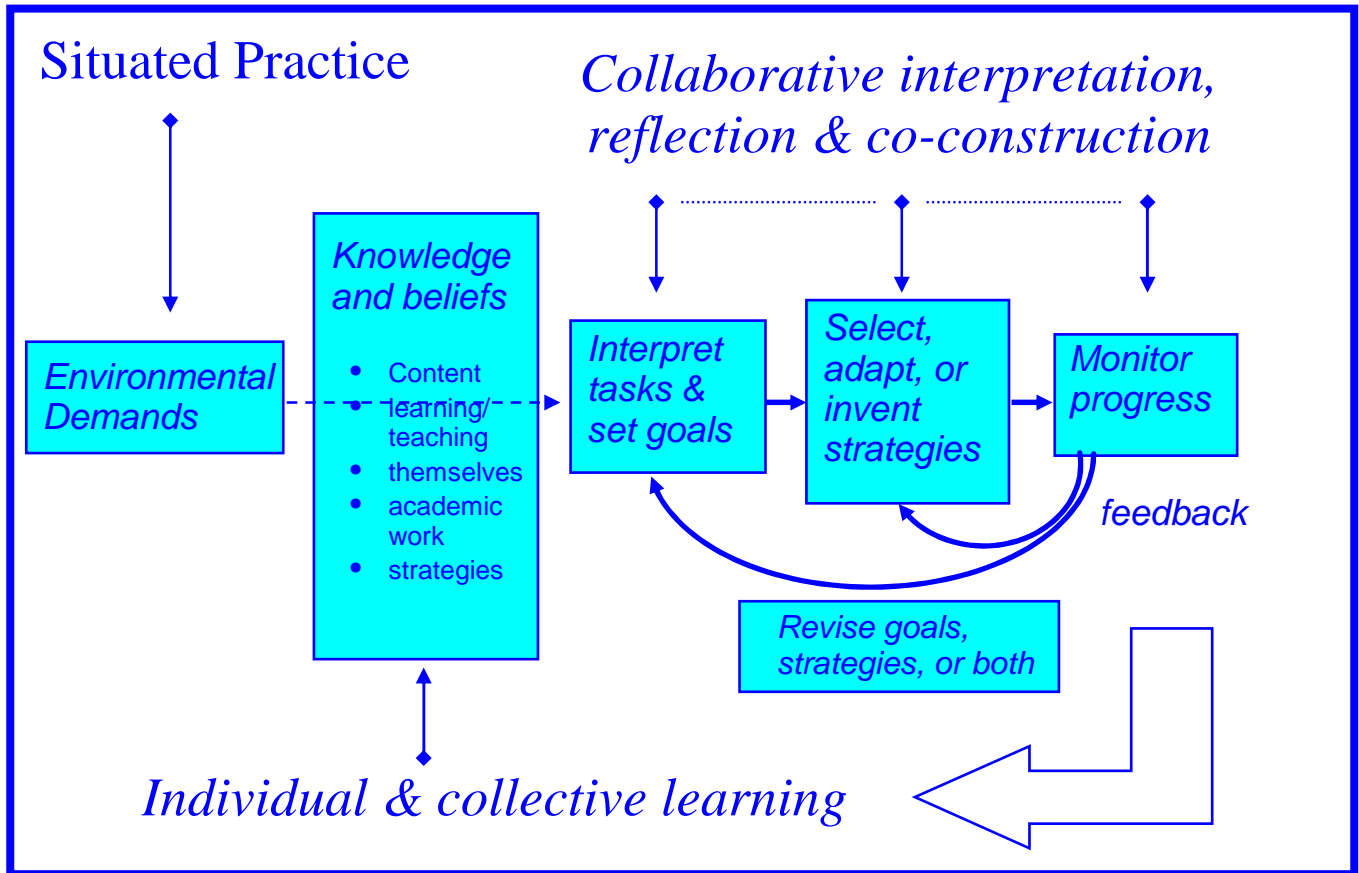 Situated Practice
Collaborative interpretation,
reflection & co-construction
Environmental
Demands
Knowledge
and beliefs
• Content
• learning/
teaching
• themselves
• academic
work
• strategies
Interpret
tasks &
set goals
Select,
adapt, or
invent
strategies
Monitor
progress
feedback
Revise goals,
strategies, or both
Individual & collective learning